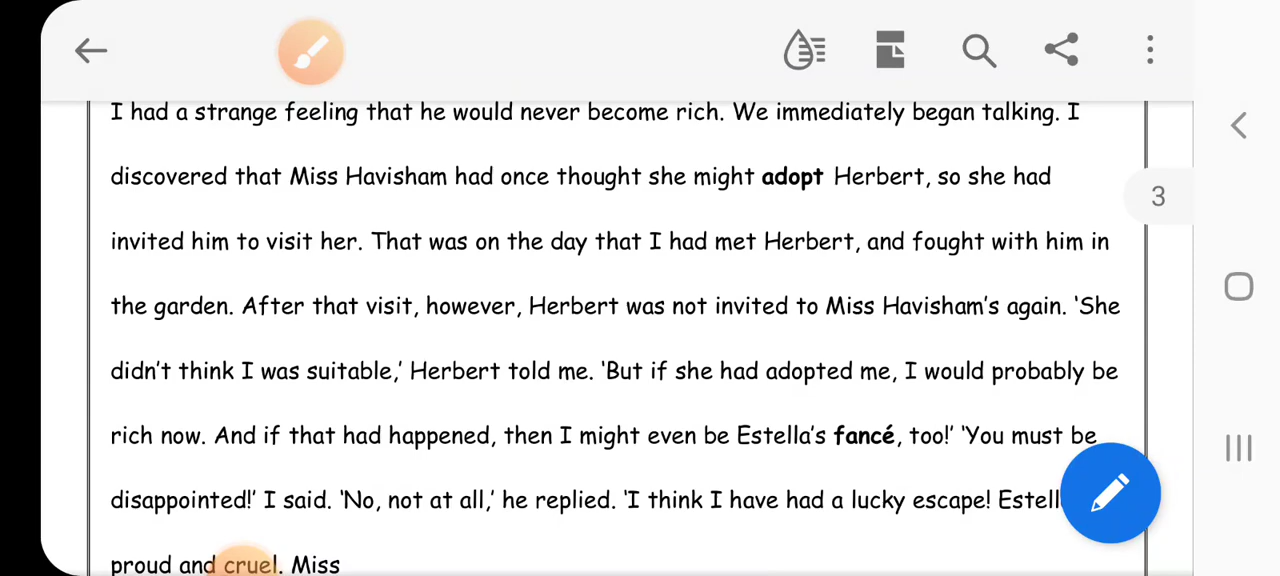 I had a strange feeling that he would never become rich. We immediately began talking. I
discovered that Miss Havisham had once thought she might adopt Herbert, so she had
3
invited him to visit her. That was on the day that I had met Herbert, and fought with him in
the garden. After that visit, however, Herbert was not invited to Miss Havisham's again. 'She
didn't think I was suitable,' Herbert told me. 'But if she had adopted me, I would probably be
rich now. And if that had happened, then I might even be Estella's fancé, too!' 'You must be
disappointed!' I said. 'No, not at all,' he replied. 'I think I have had a lucky escape! Estell
proud and cruel. Miss